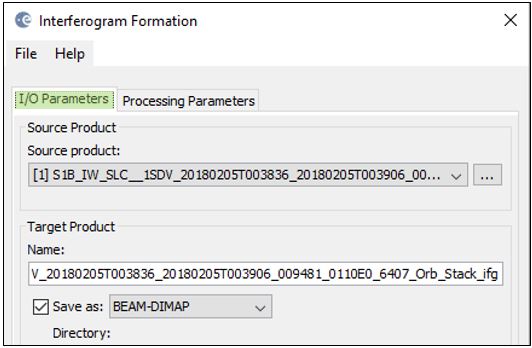 Interferogram Formation
File Help
I/O Parameters Processing Parameters
Source Product
Source product:
[1] S1B_IW_SLC__1SDV_20180205T003836_20180205T003906_00... ...
Target Product
Name:
V_20180205T003836_20180205T003906_009481_0110E0_6407_Orb_Stack_ifg
Save as: BEAM-DIMAP
Directory: